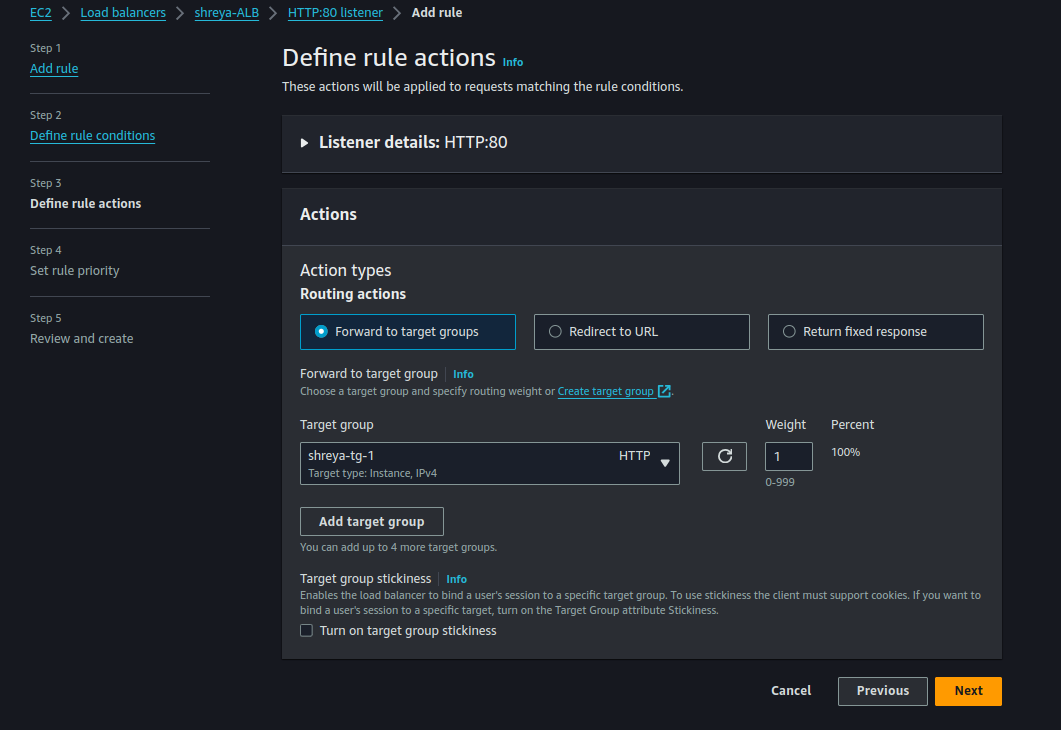 EC2 > Load balancers > shreya-ALB > HTTP:80 listener > Add rule
Step 1
Add rule
Step 2
Define rule conditions
Step 3
Define rule actions
Step 4
Set rule priority
Step 5
Review and create
Define rule actions Info
These actions will be applied to requests matching the rule conditions.
Listener details: HTTP:80
Actions
Action types
Routing actions
Forward to target groups
Redirect to URL
Return fixed response
Forward to target group Info
Choose a target group and specify routing weight or Create target group.
Target group Weight Percent
shreya-tg-1 HTTP 1 100%
Target type: Instance, IPv4
0-999
Add target group
You can add up to 4 more target groups.
Target group stickiness Info
Enables the load balancer to bind a user's session to a specific target group. To use stickiness the client must support cookies. If you want to
bind a user's session to a specific target, turn on the Target Group attribute Stickiness.
Turn on target group stickiness
Cancel Previous Next